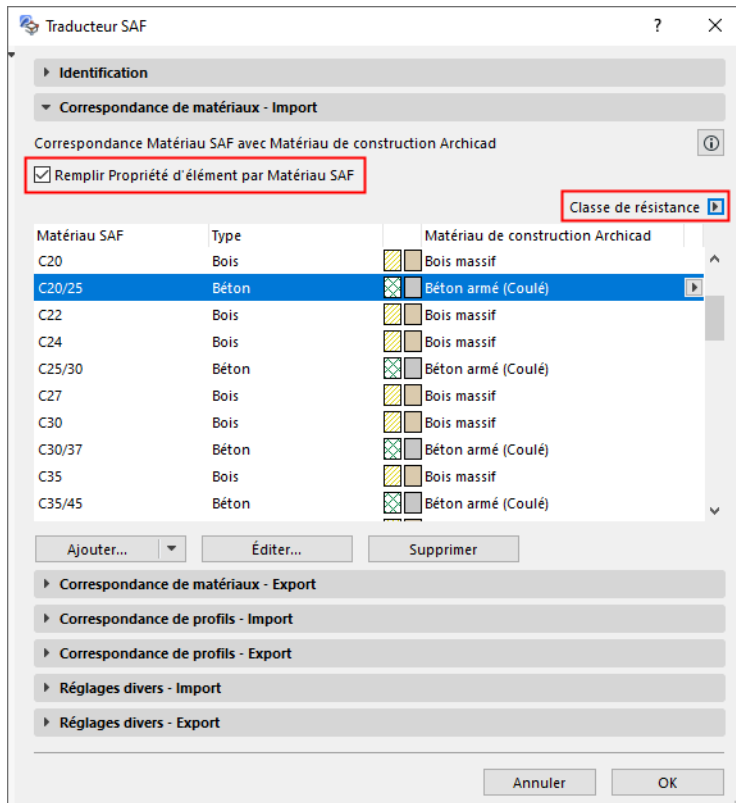 Traducteur SAF
Identification
Correspondance de matériaux - Import
Correspondance Matériau SAF avec Matériau de construction Archicad
Remplir Propriété d'élément par Matériau SAF
Classe de résistance
Matériau SAF Type Matériau de construction Archicad
C20 Bois Bois massif
C20/25 Béton Béton armé (Coulé)
C22 Bois Bois massif
C24 Bois Bois massif
C25/30 Béton Béton armé (Coulé)
C27 Bois Bois massif
C30 Bois Bois massif
C30/37 Béton Béton armé (Coulé)
C35 Bois Bois massif
C35/45 Béton Béton armé (Coulé)
Ajouter... Éditer... Supprimer
Correspondance de matériaux - Export
Correspondance de profils - Import
Correspondance de profils - Export
Réglages divers - Import
Réglages divers - Export
Annuler OK